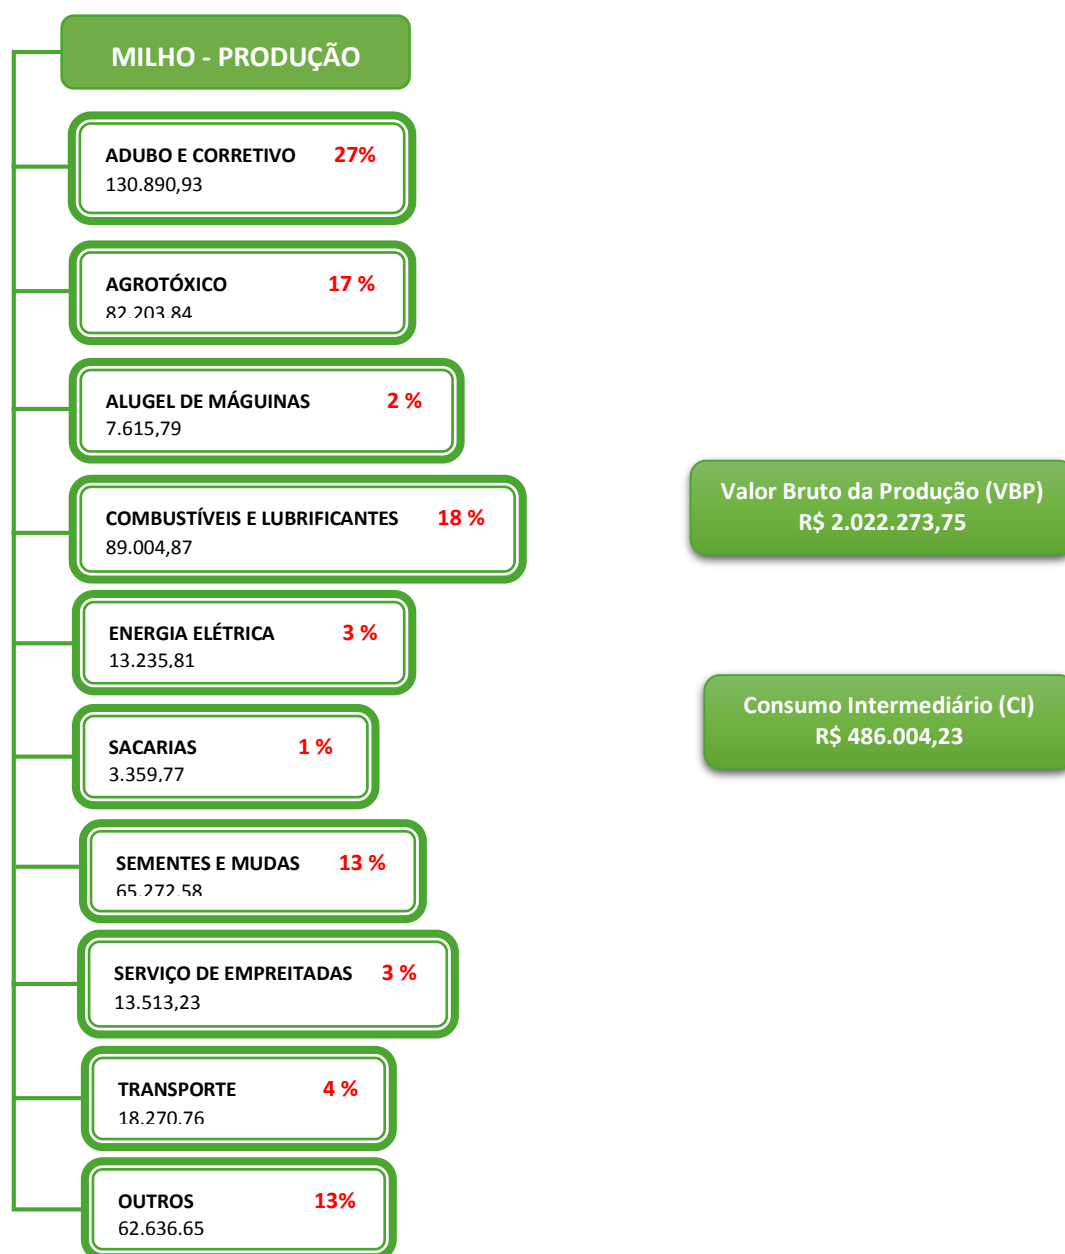 MILHO - PRODUÇÃO
ADUBO E CORRETIVO 27%
130.890,93
AGROTÓXICO 17 %
82.203,84
ALUGEL DE MÁGUINAS 2 %
7.615,79
COMBUSTÍVEIS E LUBRIFICANTES 18 %
89.004,87
ENERGIA ELÉTRICA 3 %
13.235,81
SACARIAS 1 %
3.359,77
SEMENTES E MUDAS 13 %
65.272,58
SERVIÇO DE EMPREITADAS 3 %
13.513,23
TRANSPORTE 4 %
18.270,76
OUTROS 13%
62.636,65
Valor Bruto da Produção (VBP)
R$ 2.022.273,75
Consumo Intermediário (CI)
R$ 486.004,23